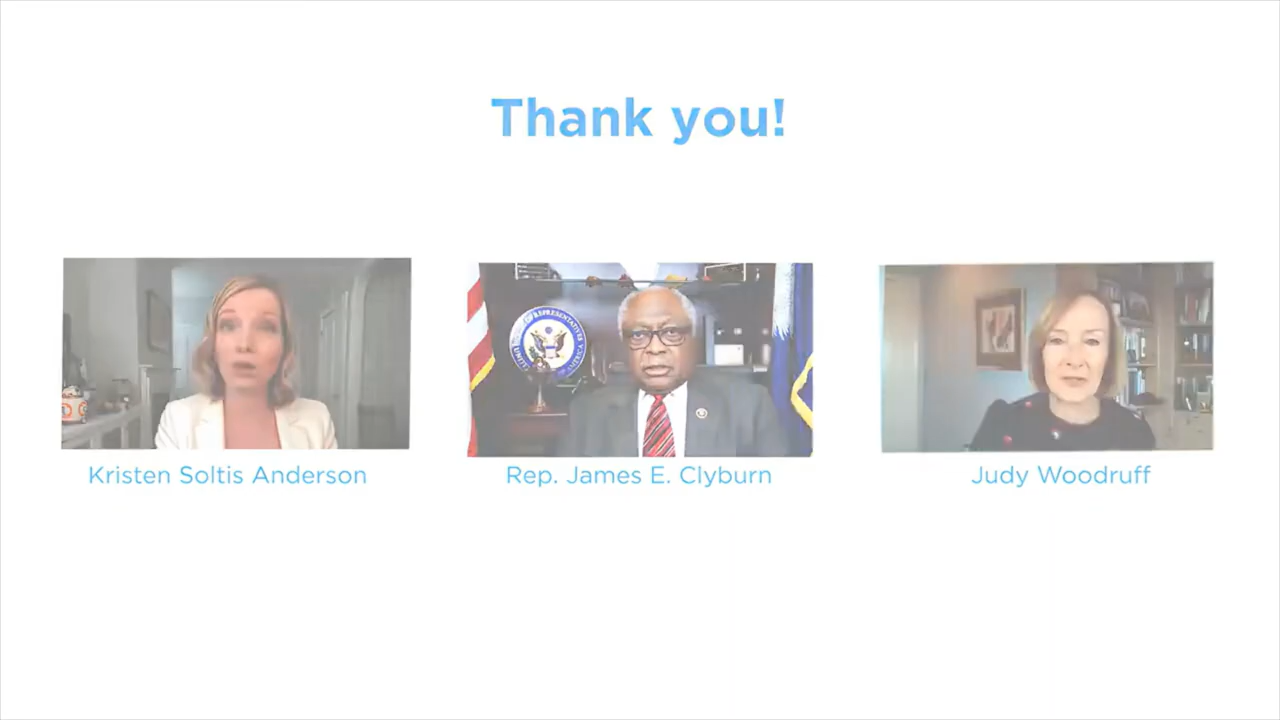 Thank you!
Kristen Soltis Anderson
Rep. James E. Clyburn
Judy Woodruff